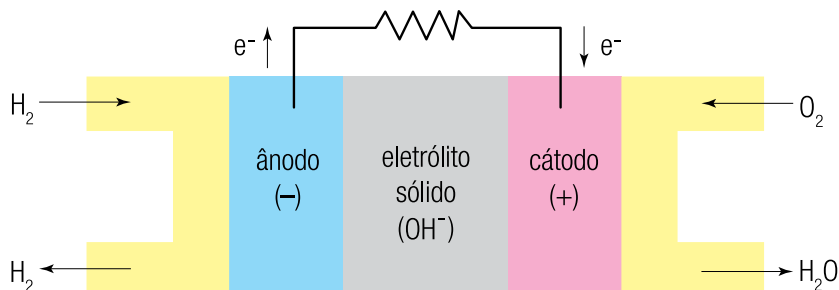 e⁻ e⁻
H₂ O₂
ânodo
(–)
eletrólito
sólido
(OH⁻)
cátodo
(+)
H₂ H₂O